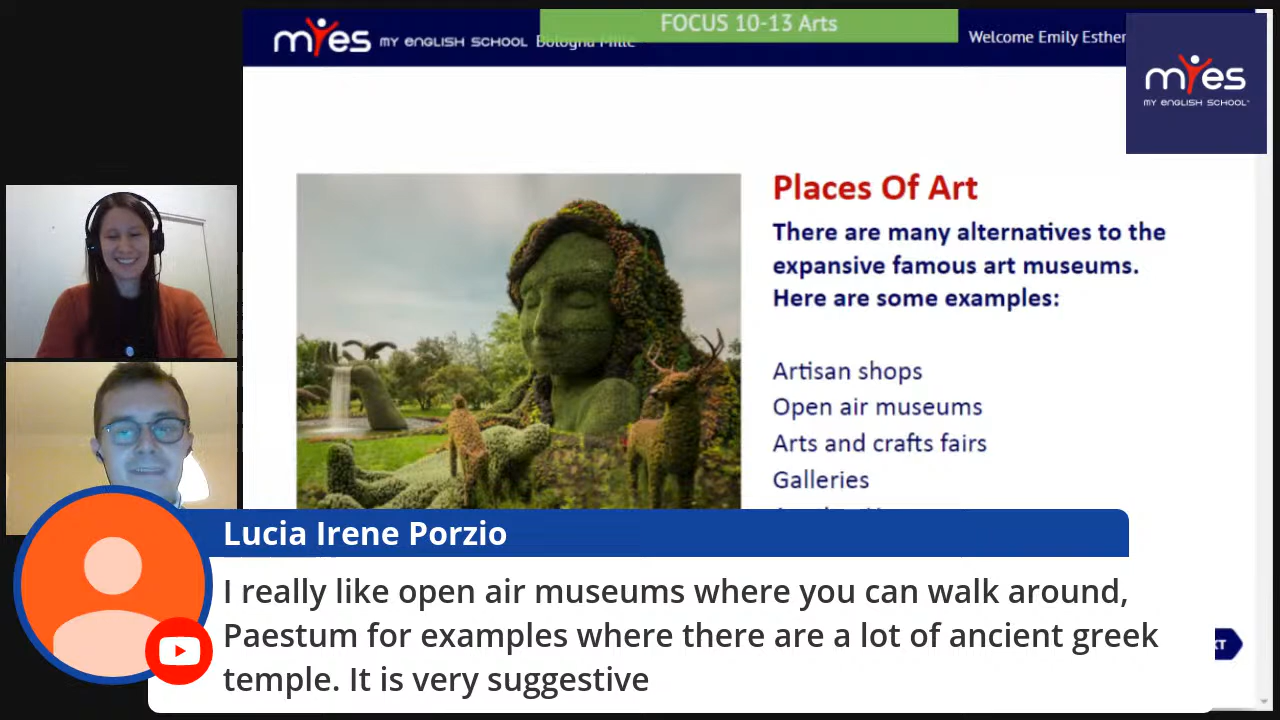 FOCUS 10-13 Arts
myes MY ENGLISH SCHOOL Bologna Mille
Welcome Emily Esther
myes
MY ENGLISH SCHOOL
Places Of Art
There are many alternatives to the
expansive famous art museums.
Here are some examples:
Artisan shops
Open air museums
Arts and crafts fairs
Galleries
Lucia Irene Porzio
I really like open air museums where you can walk around,
Paestum for examples where there are a lot of ancient greek
temple. It is very suggestive